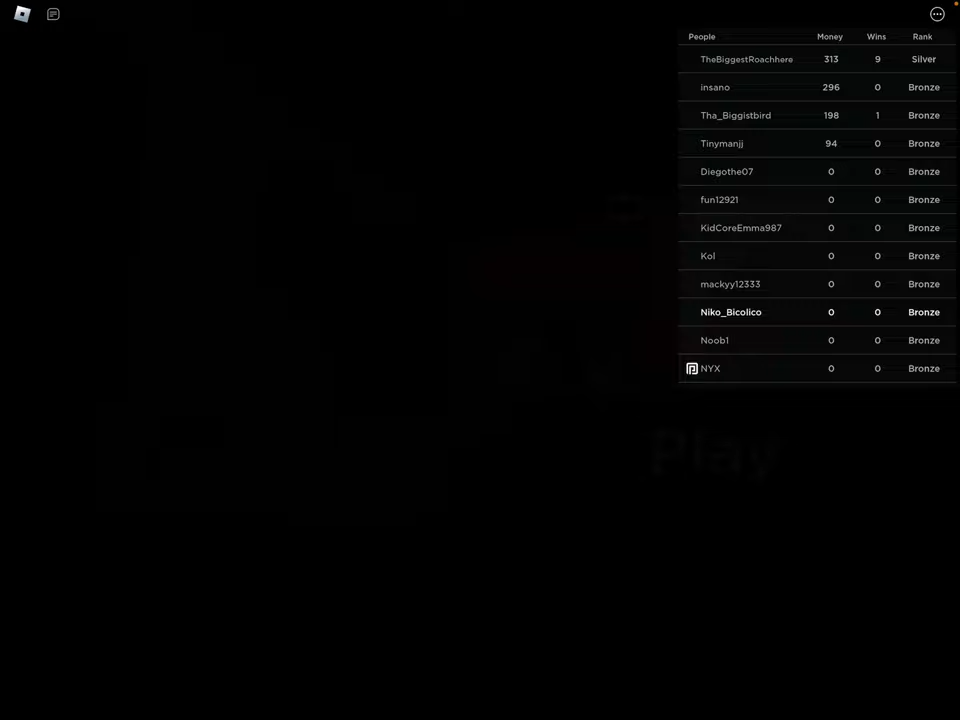 People Money Wins Rank
TheBiggestRoachhere 313 9 Silver
insano 296 0 Bronze
Tha_Biggistbird 198 1 Bronze
Tinymanjj 94 0 Bronze
Diegothe07 0 0 Bronze
fun12921 0 0 Bronze
KidCoreEmma987 0 0 Bronze
Kol 0 0 Bronze
mackyy12333 0 0 Bronze
Niko_Bicolico 0 0 Bronze
Noob1 0 0 Bronze
NYX 0 0 Bronze
Play